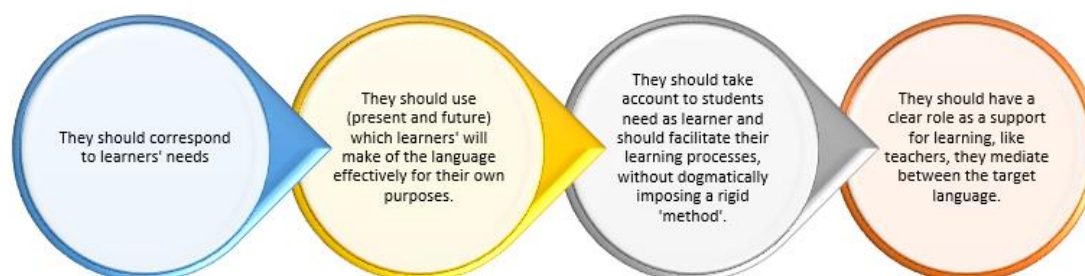 They should correspond
to learners' needs
They should use
(present and future)
which learners' will
make of the language
effectively for their own
purposes.
They should take
account to students
need as learner and
should facilitate their
learning processes,
without dogmatically
imposing a rigid
'method'.
They should have a
clear role as a support
for learning, like
teachers, they mediate
between the target
language.